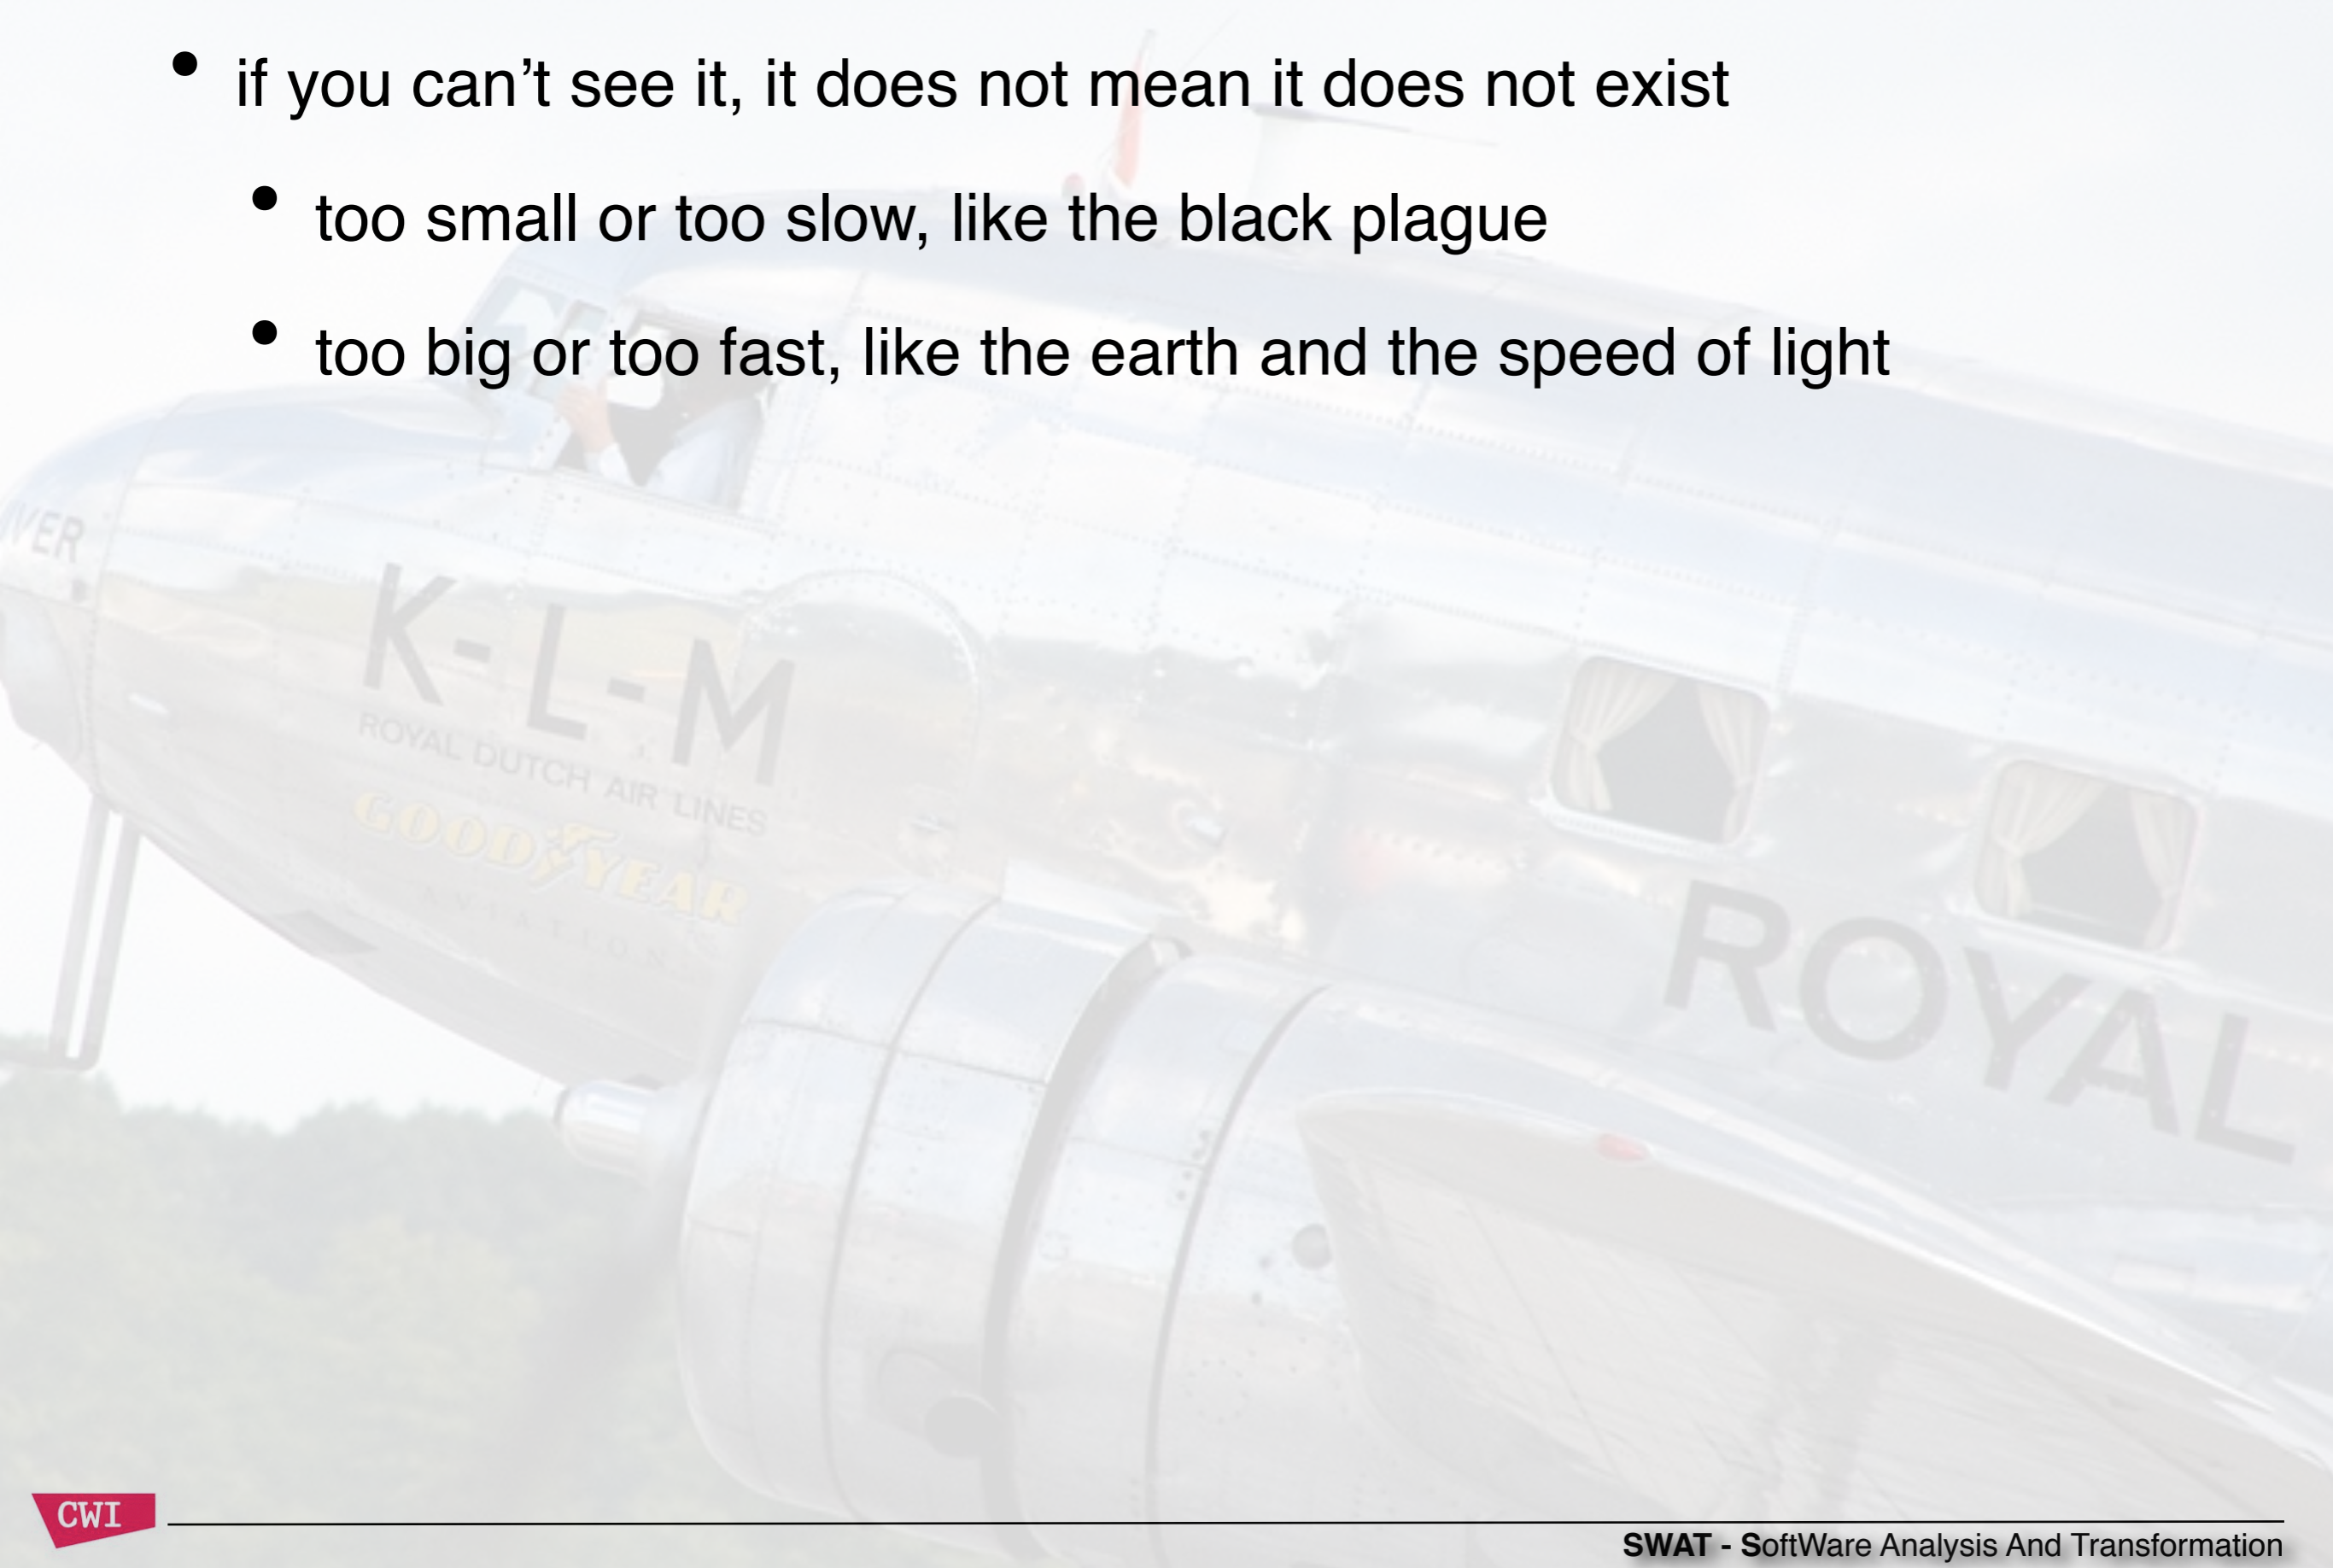 • if you can’t see it, it does not mean it does not exist
• too small or too slow, like the black plague
• too big or too fast, like the earth and the speed of light
VER
K-L-M
ROYAL DUTCH AIR LINES
GOODYEAR
AVIATION
ROYAL
CWI
SWAT - SoftWare Analysis And Transformation